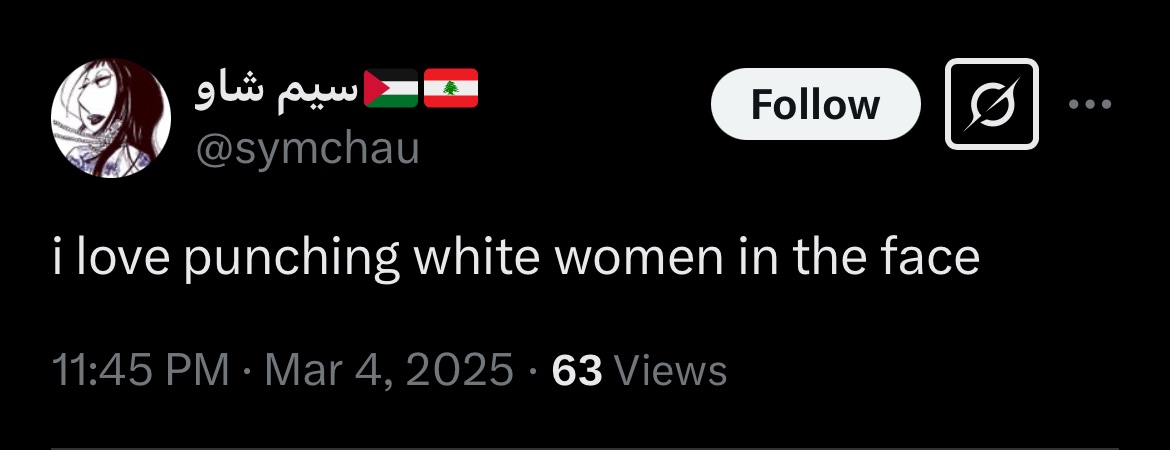 سيم شاو🇵🇸🇱🇧
@symchau
Follow
i love punching white women in the face
11:45 PM · Mar 4, 2025 · 63 Views